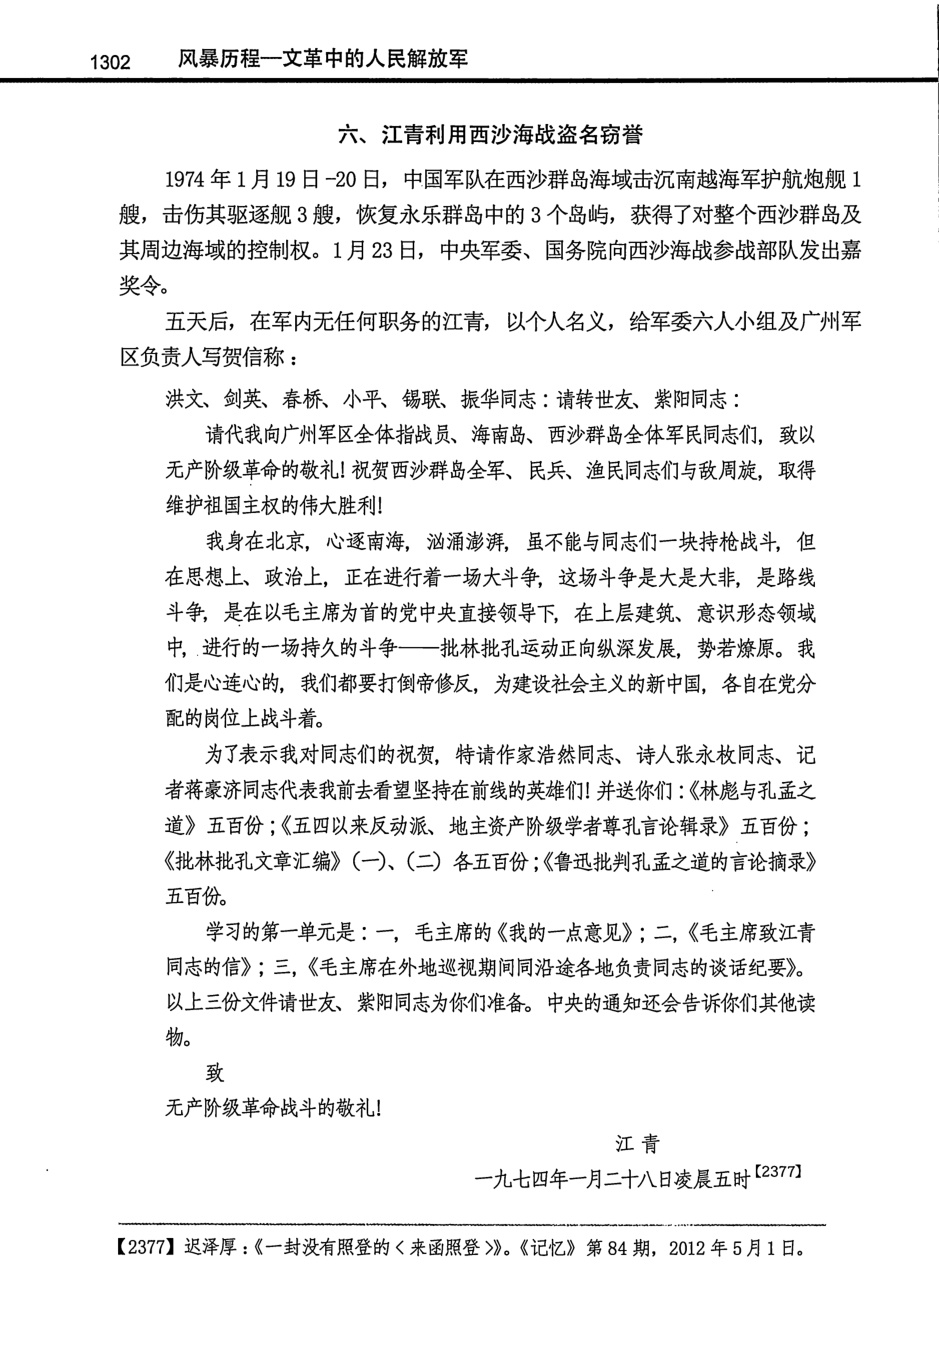 1302 风暴历程—文革中的人民解放军
六、江青利用西沙海战盗名窃誉
1974 年 1 月 19 日 -20 日，中国军队在西沙群岛海域击沉南越海军护航炮舰 1
艘，击伤其驱逐舰 3 艘，恢复永乐群岛中的 3 个岛屿，获得了对整个西沙群岛及
其周边海域的控制权。1 月 23 日，中央军委、国务院向西沙海战参战部队发出嘉
奖令。
五天后，在军内无任何职务的江青，以个人名义，给军委六人小组及广州军
区负责人写贺信称：
洪文、剑英、春桥、小平、锡联、振华同志：请转世友、紫阳同志：
请代我向广州军区全体指战员、海南岛、西沙群岛全体军民同志们，致以
无产阶级革命的敬礼！祝贺西沙群岛全军、民兵、渔民同志们与敌周旋，取得
维护祖国主权的伟大胜利！
我身在北京，心逐南海，汹涌澎湃，虽不能与同志们一块持枪战斗，但
在思想上、政治上，正在进行着一场大斗争，这场斗争是大是大非，是路线
斗争，是在以毛主席为首的党中央直接领导下，在上层建筑、意识形态领域
中，进行的一场持久的斗争——批林批孔运动正向纵深发展，势若燎原。我
们是心连心的，我们都要打倒帝修反，为建设社会主义的新中国，各自在党分
配的岗位上战斗着。
为了表示我对同志们的祝贺，特请作家浩然同志、诗人张永枚同志、记
者蒋豪济同志代表我前去看望坚持在前线的英雄们！并送你们：《林彪与孔孟之
道》五百份；《五四以来反动派、地主资产阶级学者尊孔言论辑录》五百份；
《批林批孔文章汇编》（一）、（二）各五百份；《鲁迅批判孔孟之道的言论摘录》
五百份。
学习的第一单元是：一，毛主席的《我的一点意见》；二，《毛主席致江青
同志的信》；三，《毛主席在外地巡视期间同沿途各地负责同志的谈话纪要》。
以上三份文件请世友、紫阳同志为你们准备。中央的通知还会告诉你们其他读
物。
致
无产阶级革命战斗的敬礼！
江 青
一九七四年一月二十八日凌晨五时【2377】
【2377】迟泽厚：《一封没有照登的〈来函照登〉》。《记忆》第 84 期，2012 年 5 月 1 日。